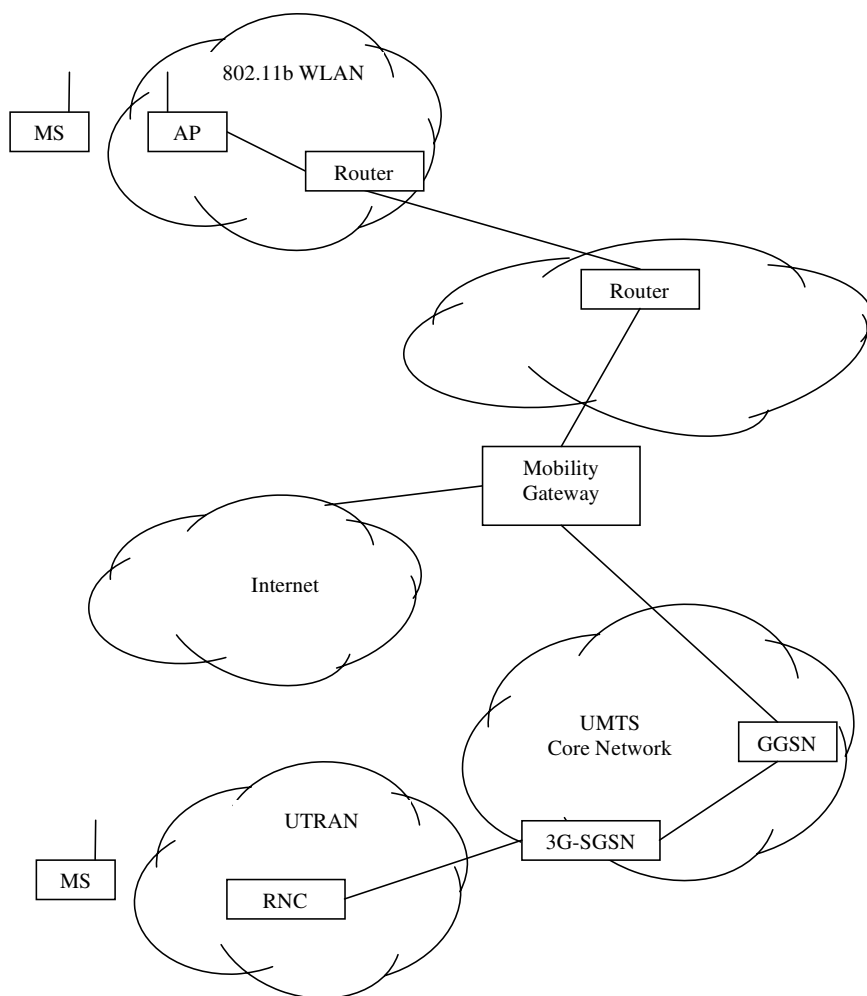 802.11b WLAN
MS
AP
Router
Router
Mobility
Gateway
Internet
UMTS
Core Network
GGSN
UTRAN
3G-SGSN
MS
RNC